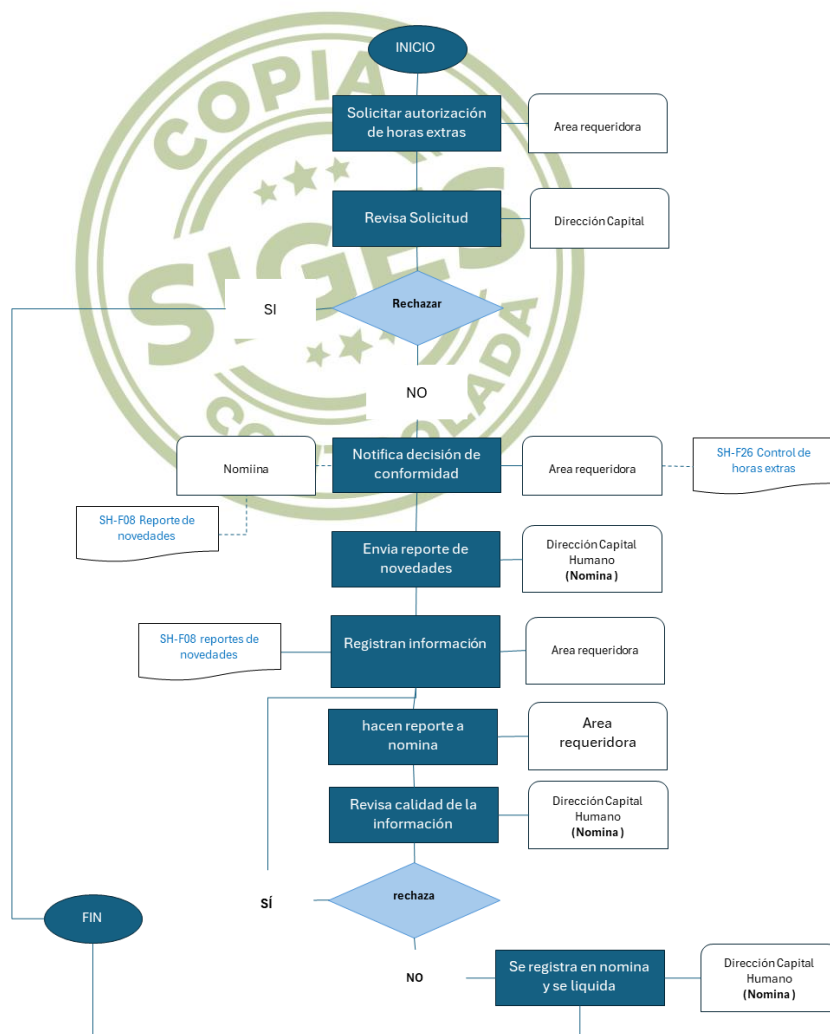 INICIO
COPIA
SIGES
CONTROLADA
Solicitar autorización
de horas extras
Area requeridora
Revisa Solicitud
Dirección Capital
Rechazar
SI
NO
Nomiina
Notifica decisión de
conformidad
Area requeridora
SH-F26 Control de
horas extras
SH-F08 Reporte de
novedades
Envia reporte de
novedades
Dirección Capital
Humano
(Nomina )
SH-F08 reportes de
novedades
Registran información
Area requeridora
hacen reporte a
nomina
Area
requeridora
Revisa calidad de la
información
Dirección Capital
Humano
(Nomina )
rechaza
SÍ
FIN
NO
Se registra en nomina
y se liquida
Dirección Capital
Humano
(Nomina )